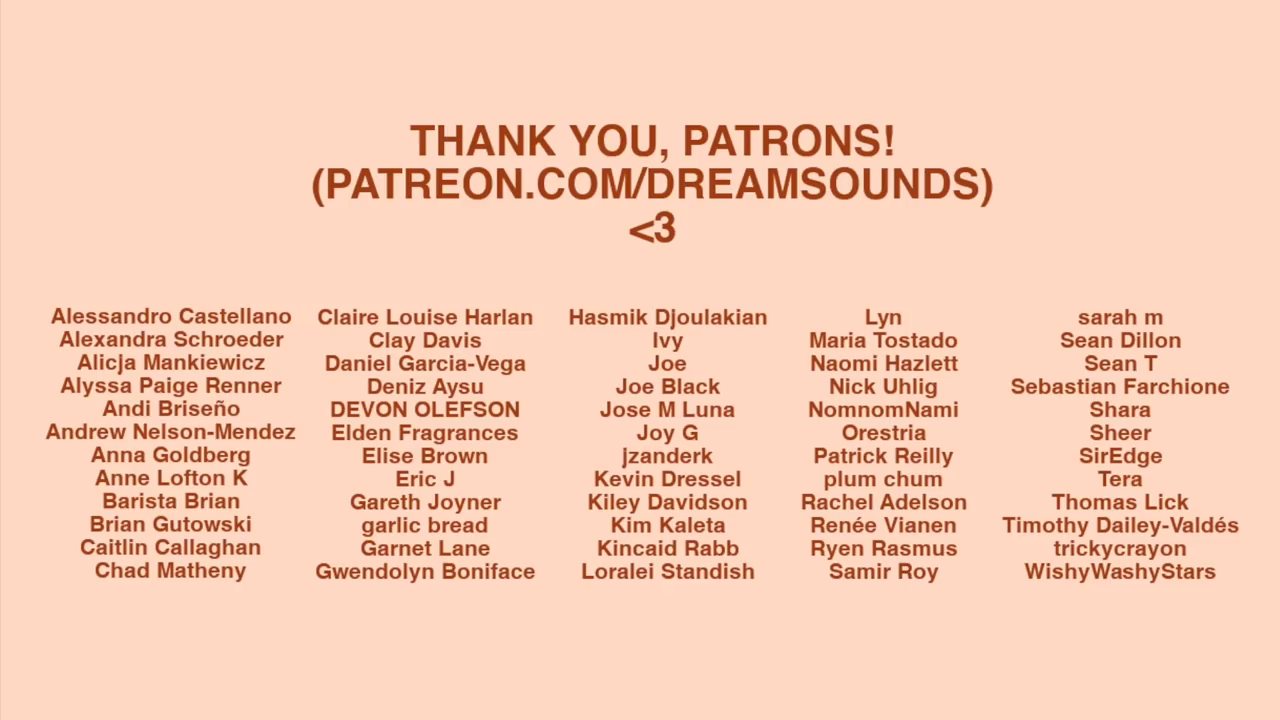 THANK YOU, PATRONS!
(PATREON.COM/DREAMSOUNDS)
<3
Alessandro Castellano
Alexandra Schroeder
Alicja Mankiewicz
Alyssa Paige Renner
Andi Briseño
Andrew Nelson-Mendez
Anna Goldberg
Anne Lofton K
Barista Brian
Brian Gutowski
Caitlin Callaghan
Chad Matheny
Claire Louise Harlan
Clay Davis
Daniel Garcia-Vega
Deniz Aysu
DEVON OLEFSON
Elden Fragrances
Elise Brown
Eric J
Gareth Joyner
garlic bread
Garnet Lane
Gwendolyn Boniface
Hasmik Djoulakian
Ivy
Joe
Joe Black
Jose M Luna
Joy G
jzanderk
Kevin Dressel
Kiley Davidson
Kim Kaleta
Kincaid Rabb
Loralei Standish
Lyn
Maria Tostado
Naomi Hazlett
Nick Uhlig
NomnomNami
Orestria
Patrick Reilly
plum chum
Rachel Adelson
Renée Vianen
Ryen Rasmus
Samir Roy
sarah m
Sean Dillon
Sean T
Sebastian Farchione
Shara
Sheer
SirEdge
Tera
Thomas Lick
Timothy Dailey-Valdés
trickycrayon
WishyWashyStars